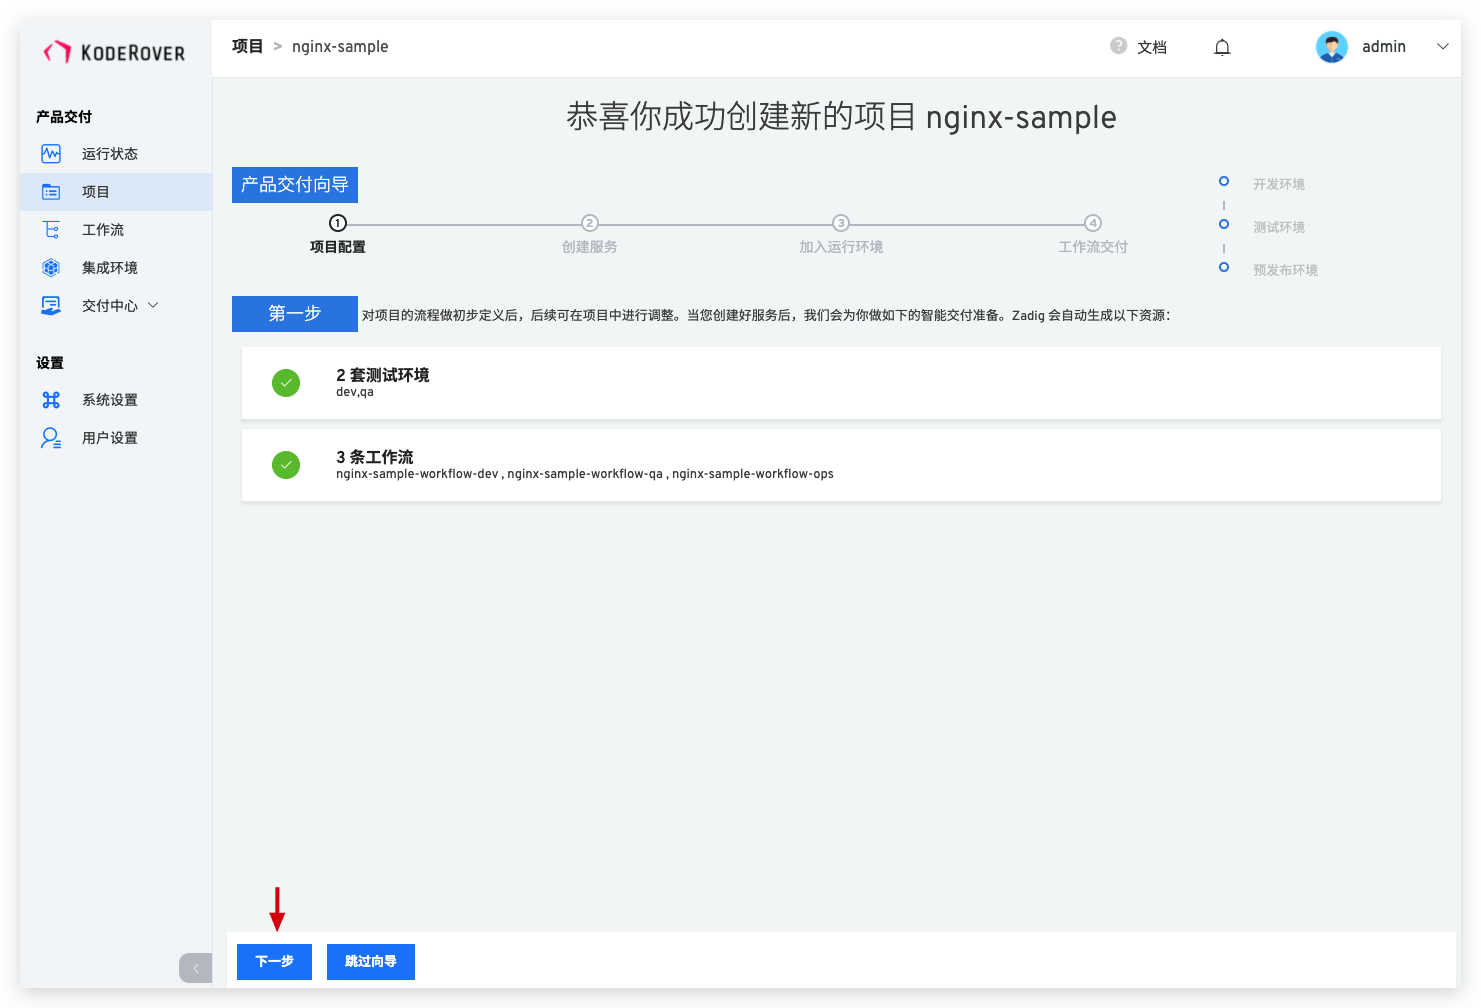 KODEROVER
项目 > nginx-sample
? 文档
admin
产品交付
运行状态
项目
工作流
集成环境
交付中心
设置
系统设置
用户设置
恭喜你成功创建新的项目 nginx-sample
产品交付向导
1
2
3
4
项目配置
创建服务
加入运行环境
工作流交付
开发环境
测试环境
预发布环境
第一步
对项目的流程做初步定义后，后续可在项目中进行调整。当您创建好服务后，我们会为你做如下的智能交付准备。Zadig 会自动生成以下资源：
2 套测试环境
dev,qa
3 条工作流
nginx-sample-workflow-dev , nginx-sample-workflow-qa , nginx-sample-workflow-ops
下一步
跳过向导